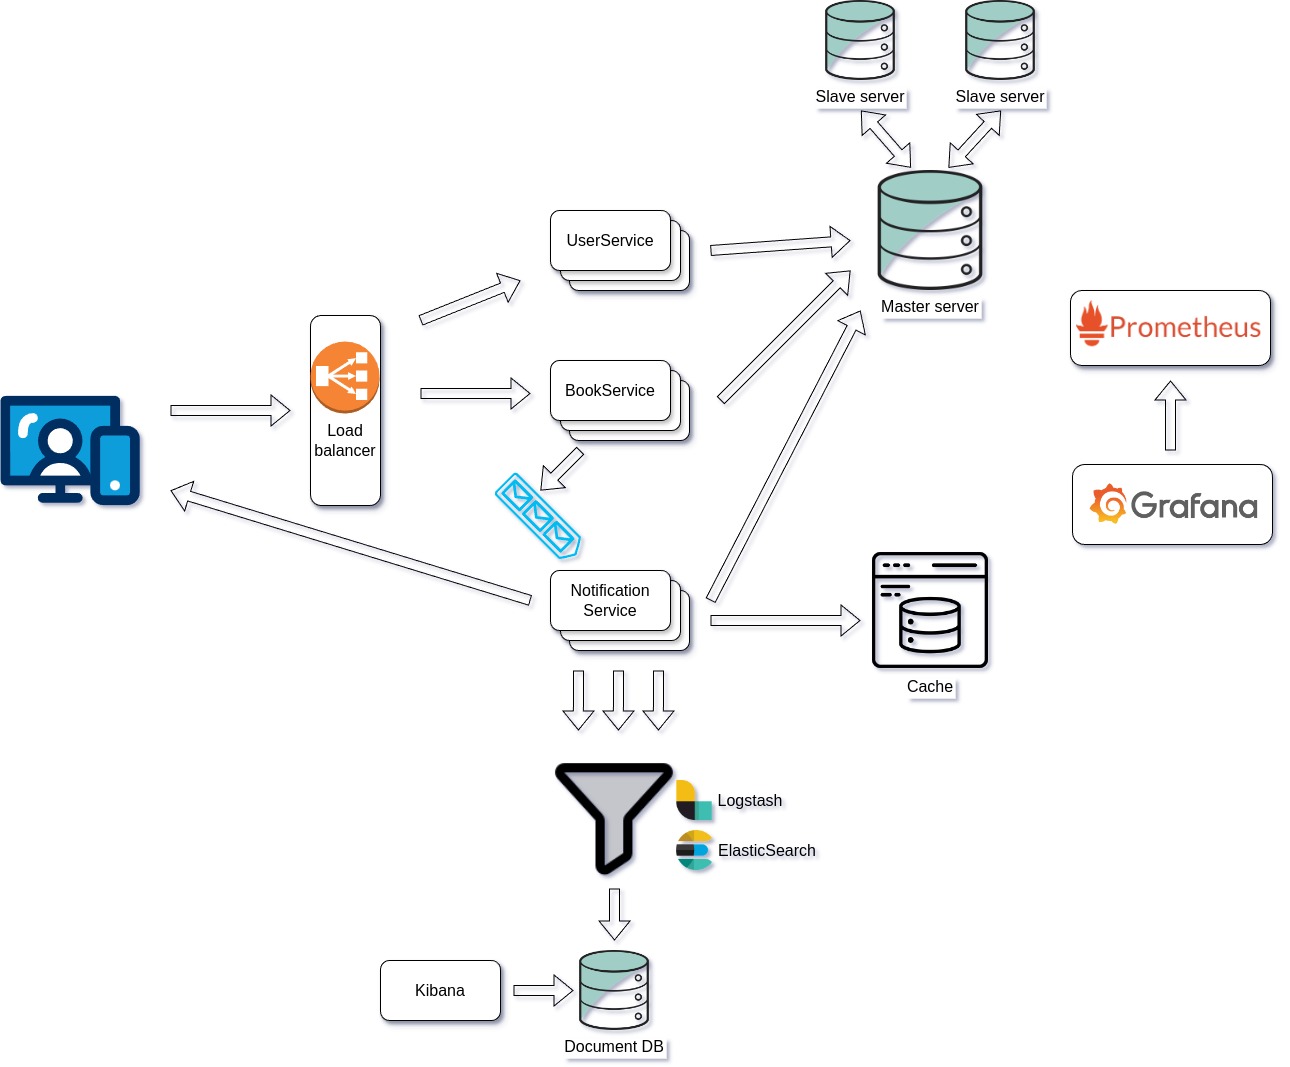 Slave server
Slave server
UserService
Master server
Prometheus
BookService
Load
balancer
Grafana
Notification
Service
Cache
Logstash
ElasticSearch
Kibana
Document DB